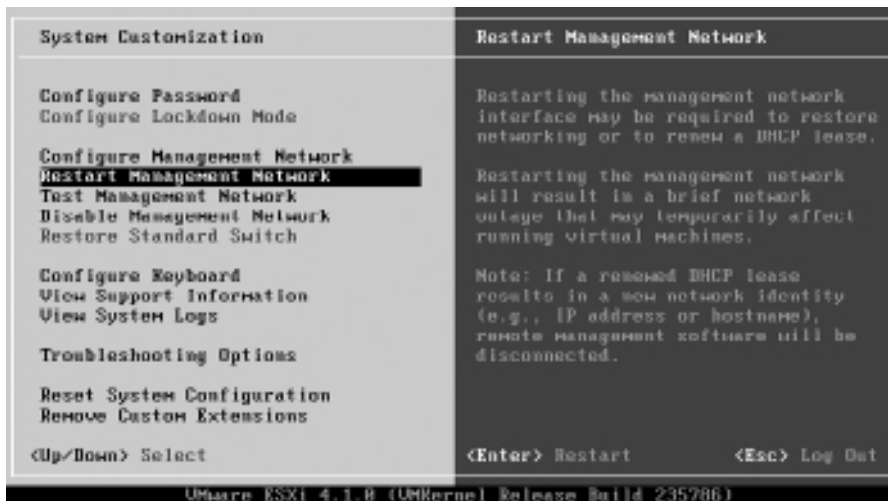 System Customization
Configure Password
Configure Lockdown Mode
Configure Management Network
Restart Management Network
Test Management Network
Disable Management Network
Restore Standard Switch
Configure Keyboard
View Support Information
View System Logs
Troubleshooting Options
Reset System Configuration
Remove Custom Extensions
<Up/Down> Select
Restart Management Network
Restarting the management network
interface may be required to restore
networking or to renew a DHCP lease.
Restarting the management network
will result in a brief network
outage that may temporarily affect
running virtual machines.
Note: If a renewed DHCP lease
results in a new network identity
(e.g., IP address or hostname),
remote management software will be
disconnected.
<Enter> Restart
<Esc> Log Out
VMware ESXi 4.1.0 (VMKernel Release Build 235786)